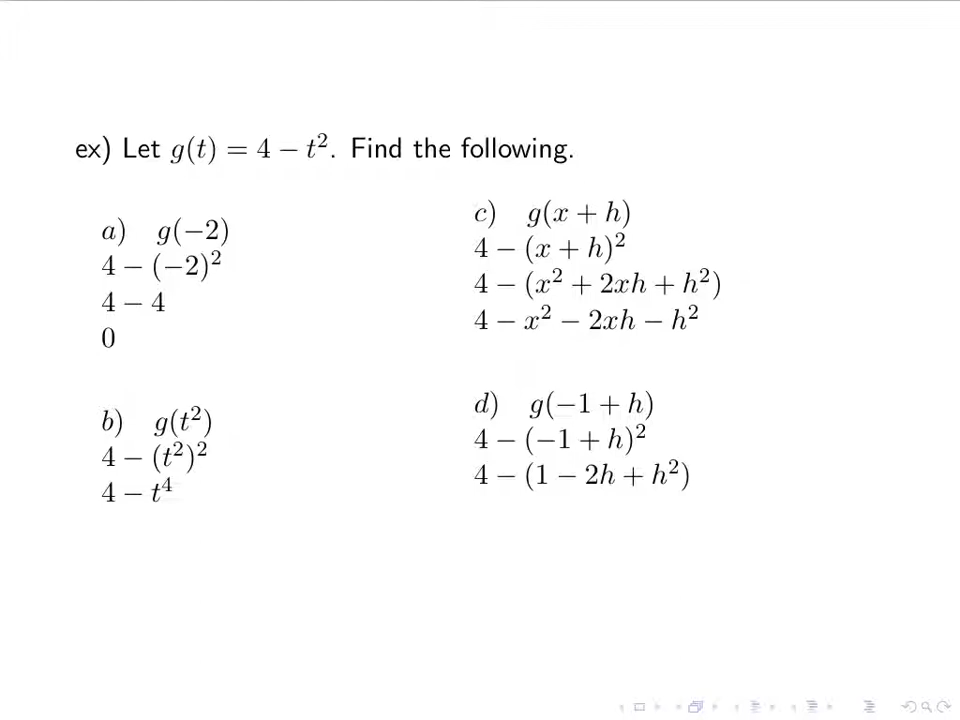 ex) Let g(t) = 4 − t². Find the following.
a) g(−2)
4 − (−2)²
4 − 4
0
b) g(t²)
4 − (t²)²
4 − t⁴
c) g(x + h)
4 − (x + h)²
4 − (x² + 2xh + h²)
4 − x² − 2xh − h²
d) g(−1 + h)
4 − (−1 + h)²
4 − (1 − 2h + h²)